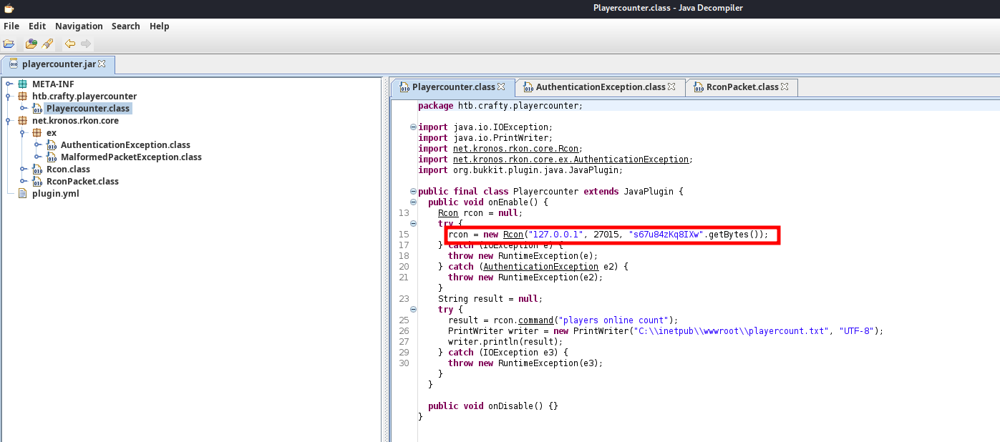 Playercounter.class - Java Decompiler
File Edit Navigation Search Help
playercounter.jar
META-INF
htb.crafty.playercounter
Playercounter.class
net.kronos.rkon.core
ex
AuthenticationException.class
MalformedPacketException.class
Rcon.class
RconPacket.class
plugin.yml
Playercounter.class AuthenticationException.class RconPacket.class
package htb.crafty.playercounter;
import java.io.IOException;
import java.io.PrintWriter;
import net.kronos.rkon.core.Rcon;
import net.kronos.rkon.core.ex.AuthenticationException;
import org.bukkit.plugin.java.JavaPlugin;
public final class Playercounter extends JavaPlugin {
public void onEnable() {
13 Rcon rcon = null;
try {
15 rcon = new Rcon("127.0.0.1", 27015, "s67u84zKq8IXw".getBytes());
17 } catch (IOException e) {
18 throw new RuntimeException(e);
20 } catch (AuthenticationException e2) {
21 throw new RuntimeException(e2);
}
23 String result = null;
try {
25 result = rcon.command("players online count");
26 PrintWriter writer = new PrintWriter("C:\\inetpub\\wwwroot\\playercount.txt", "UTF-8");
27 writer.println(result);
29 } catch (IOException e3) {
30 throw new RuntimeException(e3);
}
}
public void onDisable() {}
}